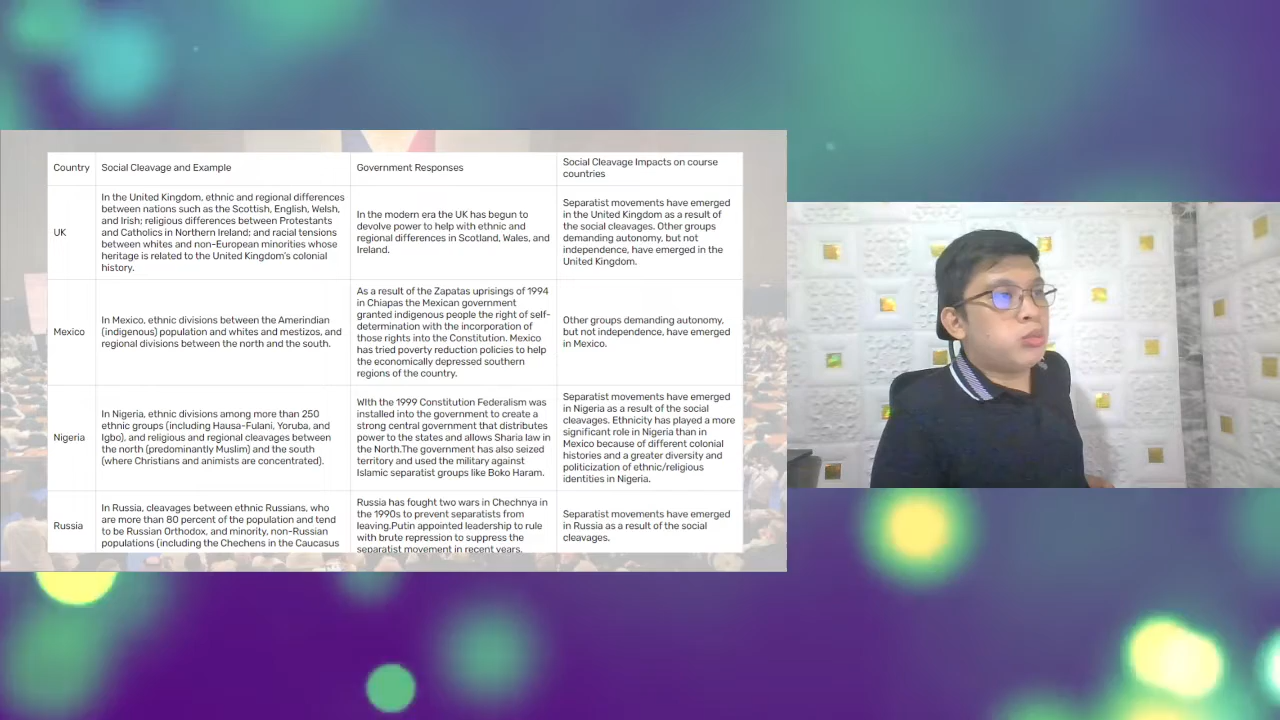 Country
Social Cleavage and Example
Government Responses
Social Cleavage Impacts on course
countries
UK
In the United Kingdom, ethnic and regional differences
between nations such as the Scottish, English, Welsh,
and Irish; religious differences between Protestants
and Catholics in Northern Ireland; and racial tensions
between whites and non-European minorities whose
heritage is related to the United Kingdom's colonial
history.
In the modern era the UK has begun to
devolve power to help with ethnic and
regional differences in Scotland, Wales, and
Ireland.
Separatist movements have emerged
in the United Kingdom as a result of
the social cleavages. Other groups
demanding autonomy, but not
independence, have emerged in the
United Kingdom.
Mexico
In Mexico, ethnic divisions between the Amerindian
(indigenous) population and whites and mestizos, and
regional divisions between the north and the south.
As a result of the Zapatas uprisings of 1994
in Chiapas the Mexican government
granted indigenous people the right of self-
determination with the incorporation of
those rights into the Constitution. Mexico
has tried poverty reduction policies to help
the economically depressed southern
regions of the country.
Other groups demanding autonomy,
but not independence, have emerged
in Mexico.
Nigeria
In Nigeria, ethnic divisions among more than 250
ethnic groups (including Hausa-Fulani, Yoruba, and
Igbo), and religious and regional cleavages between
the north (predominantly Muslim) and the south
(where Christians and animists are concentrated).
WIth the 1999 Constitution Federalism was
installed into the government to create a
strong central government that distributes
power to the states and allows Sharia law in
the North.The government has also seized
territory and used the military against
Islamic separatist groups like Boko Haram.
Separatist movements have emerged
in Nigeria as a result of the social
cleavages. Ethnicity has played a more
significant role in Nigeria than in
Mexico because of different colonial
histories and a greater diversity and
politicization of ethnic/religious
identities in Nigeria.
Russia
In Russia, cleavages between ethnic Russians, who
are more than 80 percent of the population and tend
to be Russian Orthodox, and minority, non-Russian
populations (including the Chechens in the Caucasus
Russia has fought two wars in Chechnya in
the 1990s to prevent separatists from
leaving.Putin appointed leadership to rule
with brute repression to suppress the
separatist movement in recent years.
Separatist movements have emerged
in Russia as a result of the social
cleavages.